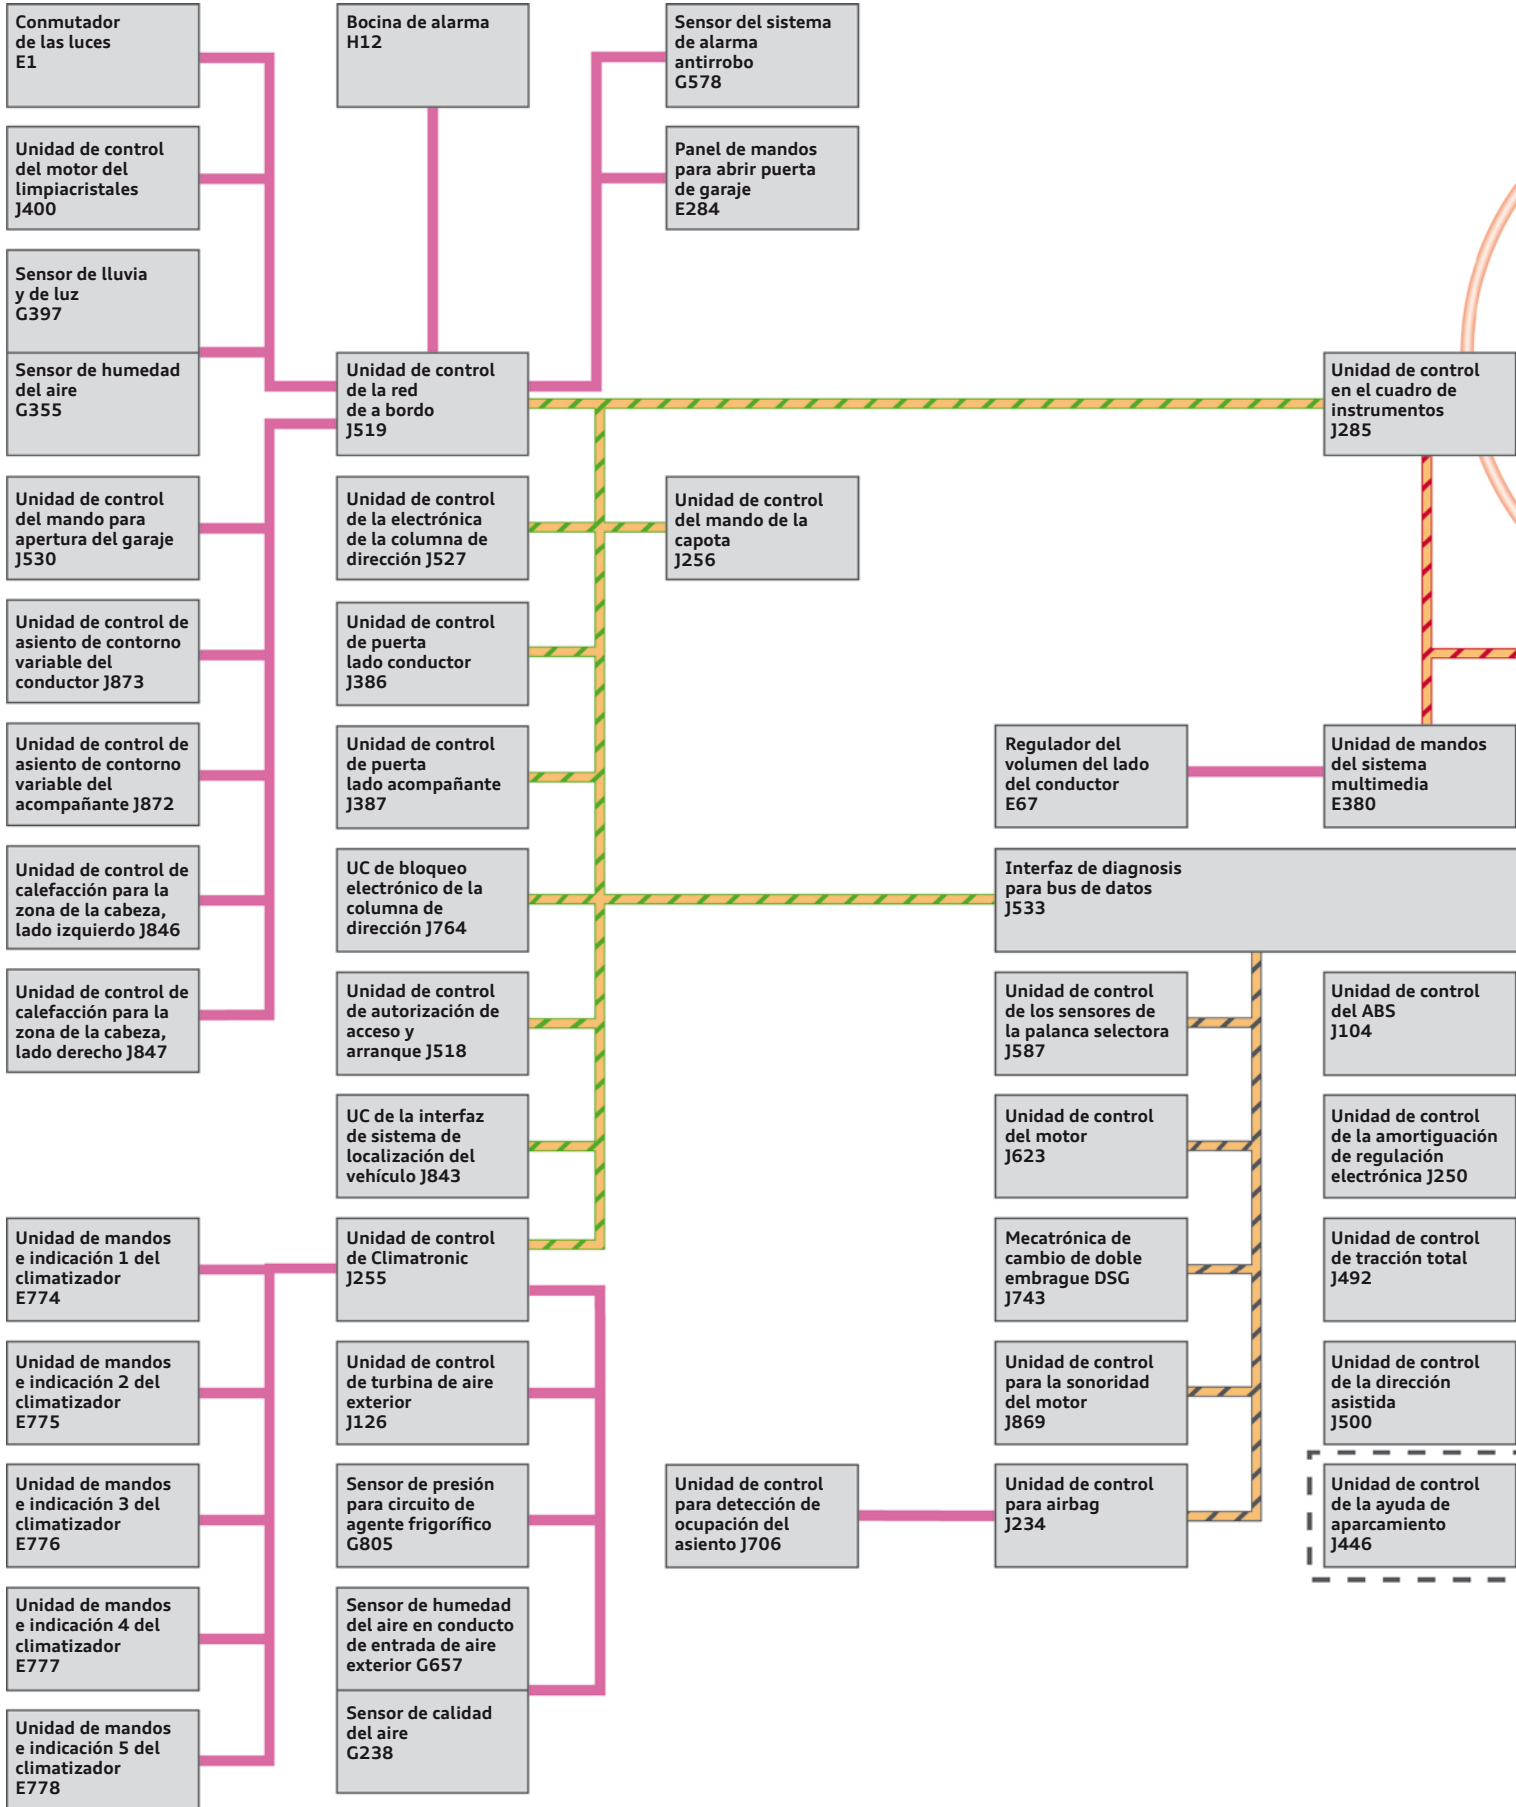 Conmutador
de las luces
E1
Bocina de alarma
H12
Sensor del sistema
de alarma
antirrobo
G578
Unidad de control
del motor del
limpiacristales
J400
Panel de mandos
para abrir puerta
de garaje
E284
Sensor de lluvia
y de luz
G397
Sensor de humedad
del aire
G355
Unidad de control
de la red
de a bordo
J519
Unidad de control
en el cuadro de
instrumentos
J285
Unidad de control
del mando para
apertura del garaje
J530
Unidad de control
de la electrónica
de la columna de
dirección J527
Unidad de control
del mando de la
capota
J256
Unidad de control de
asiento de contorno
variable del
conductor J873
Unidad de control
de puerta
lado conductor
J386
Unidad de control de
asiento de contorno
variable del
acompañante J872
Unidad de control
de puerta
lado acompañante
J387
Regulador del
volumen del lado
del conductor
E67
Unidad de mandos
del sistema
multimedia
E380
Unidad de control de
calefacción para la
zona de la cabeza,
lado izquierdo J846
UC de bloqueo
electrónico de la
columna de
dirección J764
Interfaz de diagnosis
para bus de datos
J533
Unidad de control de
calefacción para la
zona de la cabeza,
lado derecho J847
Unidad de control
de autorización de
acceso y
arranque J518
Unidad de control
de los sensores de
la palanca selectora
J587
Unidad de control
del ABS
J104
UC de la interfaz
de sistema de
localización del
vehículo J843
Unidad de control
del motor
J623
Unidad de control
de la amortiguación
de regulación
electrónica J250
Unidad de mandos
e indicación 1 del
climatizador
E774
Unidad de control
de Climatronic
J255
Mecatrónica de
cambio de doble
embrague DSG
J743
Unidad de control
de tracción total
J492
Unidad de mandos
e indicación 2 del
climatizador
E775
Unidad de control
de turbina de aire
exterior
J126
Unidad de control
para la sonoridad
del motor
J869
Unidad de control
de la dirección
asistida
J500
Unidad de mandos
e indicación 3 del
climatizador
E776
Sensor de presión
para circuito de
agente frigorífico
G805
Unidad de control
para detección de
ocupación del
asiento J706
Unidad de control
para airbag
J234
Unidad de control
de la ayuda de
aparcamiento
J446
Unidad de mandos
e indicación 4 del
climatizador
E777
Sensor de humedad
del aire en conducto
de entrada de aire
exterior G657
Sensor de calidad
del aire
G238
Unidad de mandos
e indicación 5 del
climatizador
E778